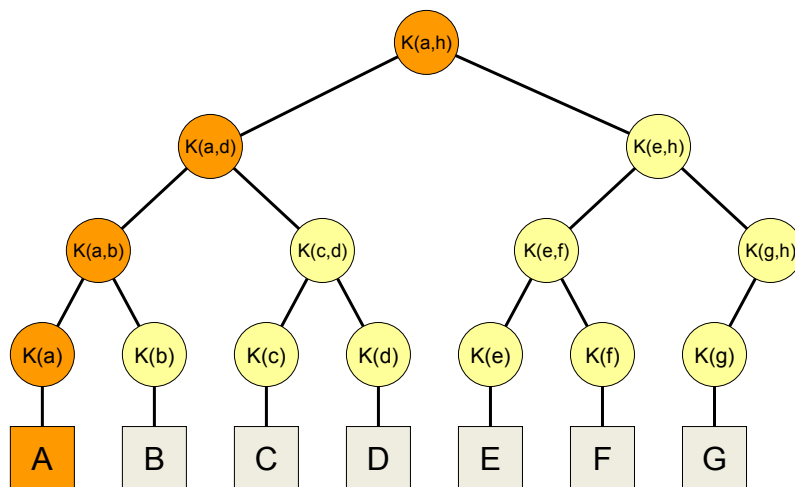 K(a,h)
K(a,d)
K(e,h)
K(a,b)
K(c,d)
K(e,f)
K(g,h)
K(a)
K(b)
K(c)
K(d)
K(e)
K(f)
K(g)
A
B
C
D
E
F
G